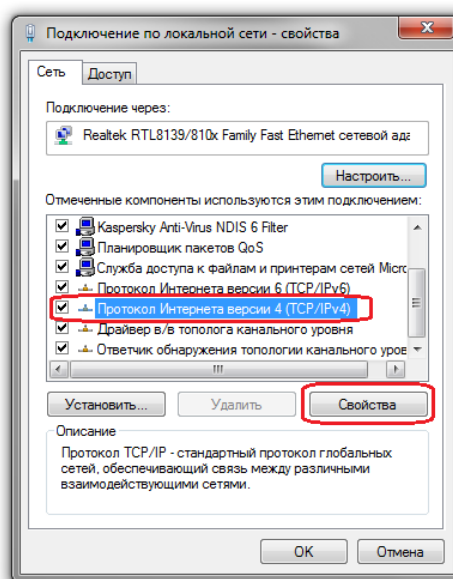 Подключение по локальной сети - свойства
Сеть
Доступ
Подключение через:
Realtek RTL8139/810x Family Fast Ethernet сетевой ада
Настроить...
Отмеченные компоненты используются этим подключением:
Kaspersky Anti-Virus NDIS 6 Filter
Планировщик пакетов QoS
Служба доступа к файлам и принтерам сетей Micro
Протокол Интернета версии 6 (TCP/IPv6)
Протокол Интернета версии 4 (TCP/IPv4)
Драйвер в/в тополога канального уровня
Ответчик обнаружения топологии канального уров
Установить...
Удалить
Свойства
Описание
Протокол TCP/IP - стандартный протокол глобальных
сетей, обеспечивающий связь между различными
взаимодействующими сетями.
OK
Отмена